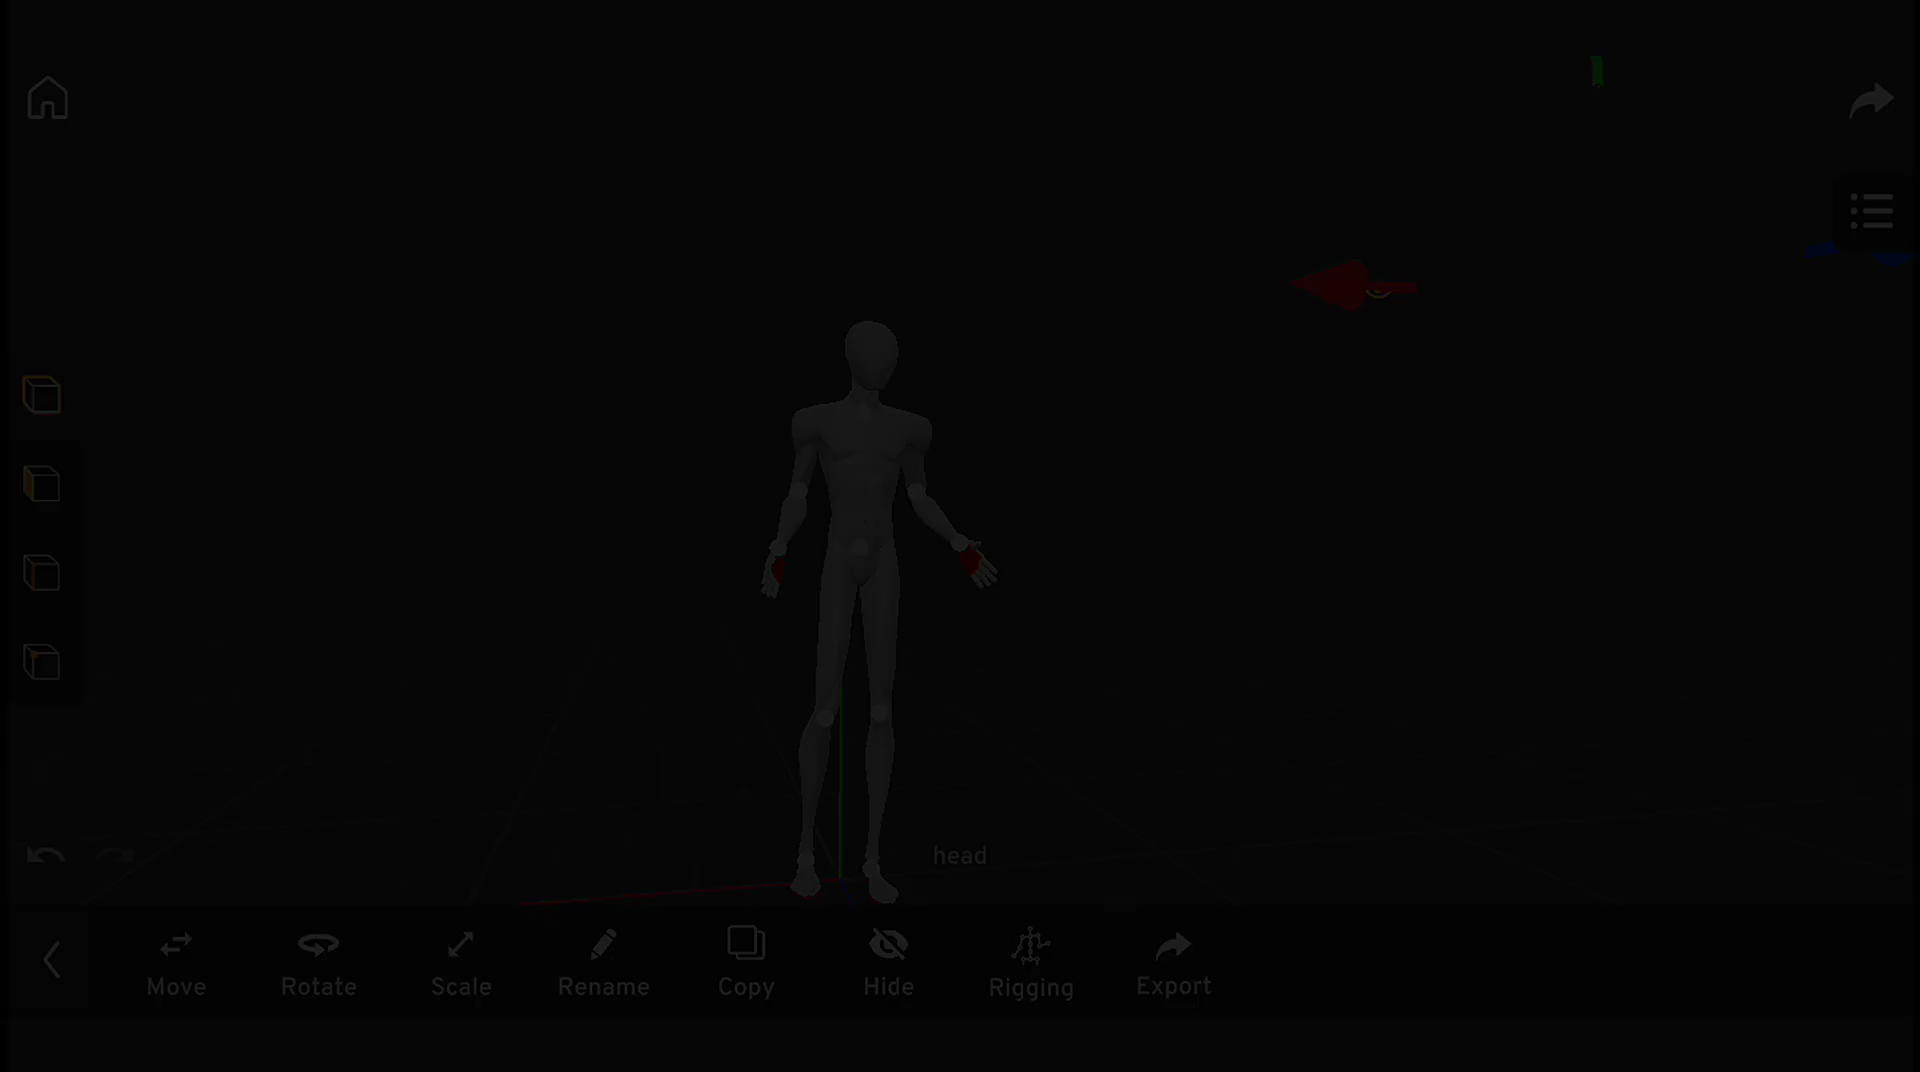 head
Move
Rotate
Scale
Rename
Copy
Hide
Rigging
Export